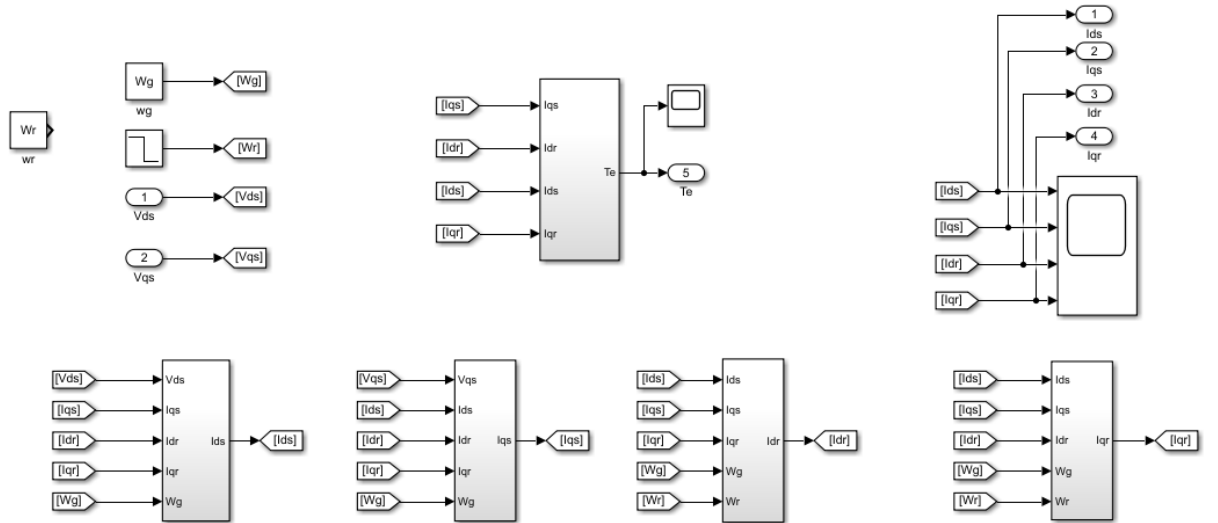 1
Ids
2
Iqs
3
Idr
4
Iqr
Wg
[Wg]
wg
Wr
wr
[Wr]
1
[Vds]
Vds
2
[Vqs]
Vqs
[Iqs]
Iqs
[Idr]
Idr
[Ids]
Ids
[Iqr]
Iqr
Te
5
Te
[Ids]
[Iqs]
[Idr]
[Iqr]
[Vds]
Vds
[Iqs]
Iqs
[Idr]
Idr
Ids
[Ids]
[Iqr]
Iqr
[Wg]
Wg
[Vqs]
Vqs
[Ids]
Ids
[Idr]
Idr
Iqs
[Iqs]
[Iqr]
Iqr
[Wg]
Wg
[Ids]
Ids
[Iqs]
Iqs
[Iqr]
Iqr
Idr
[Idr]
[Wg]
Wg
[Wr]
Wr
[Ids]
Ids
[Iqs]
Iqs
[Idr]
Idr
Iqr
[Iqr]
[Wg]
Wg
[Wr]
Wr